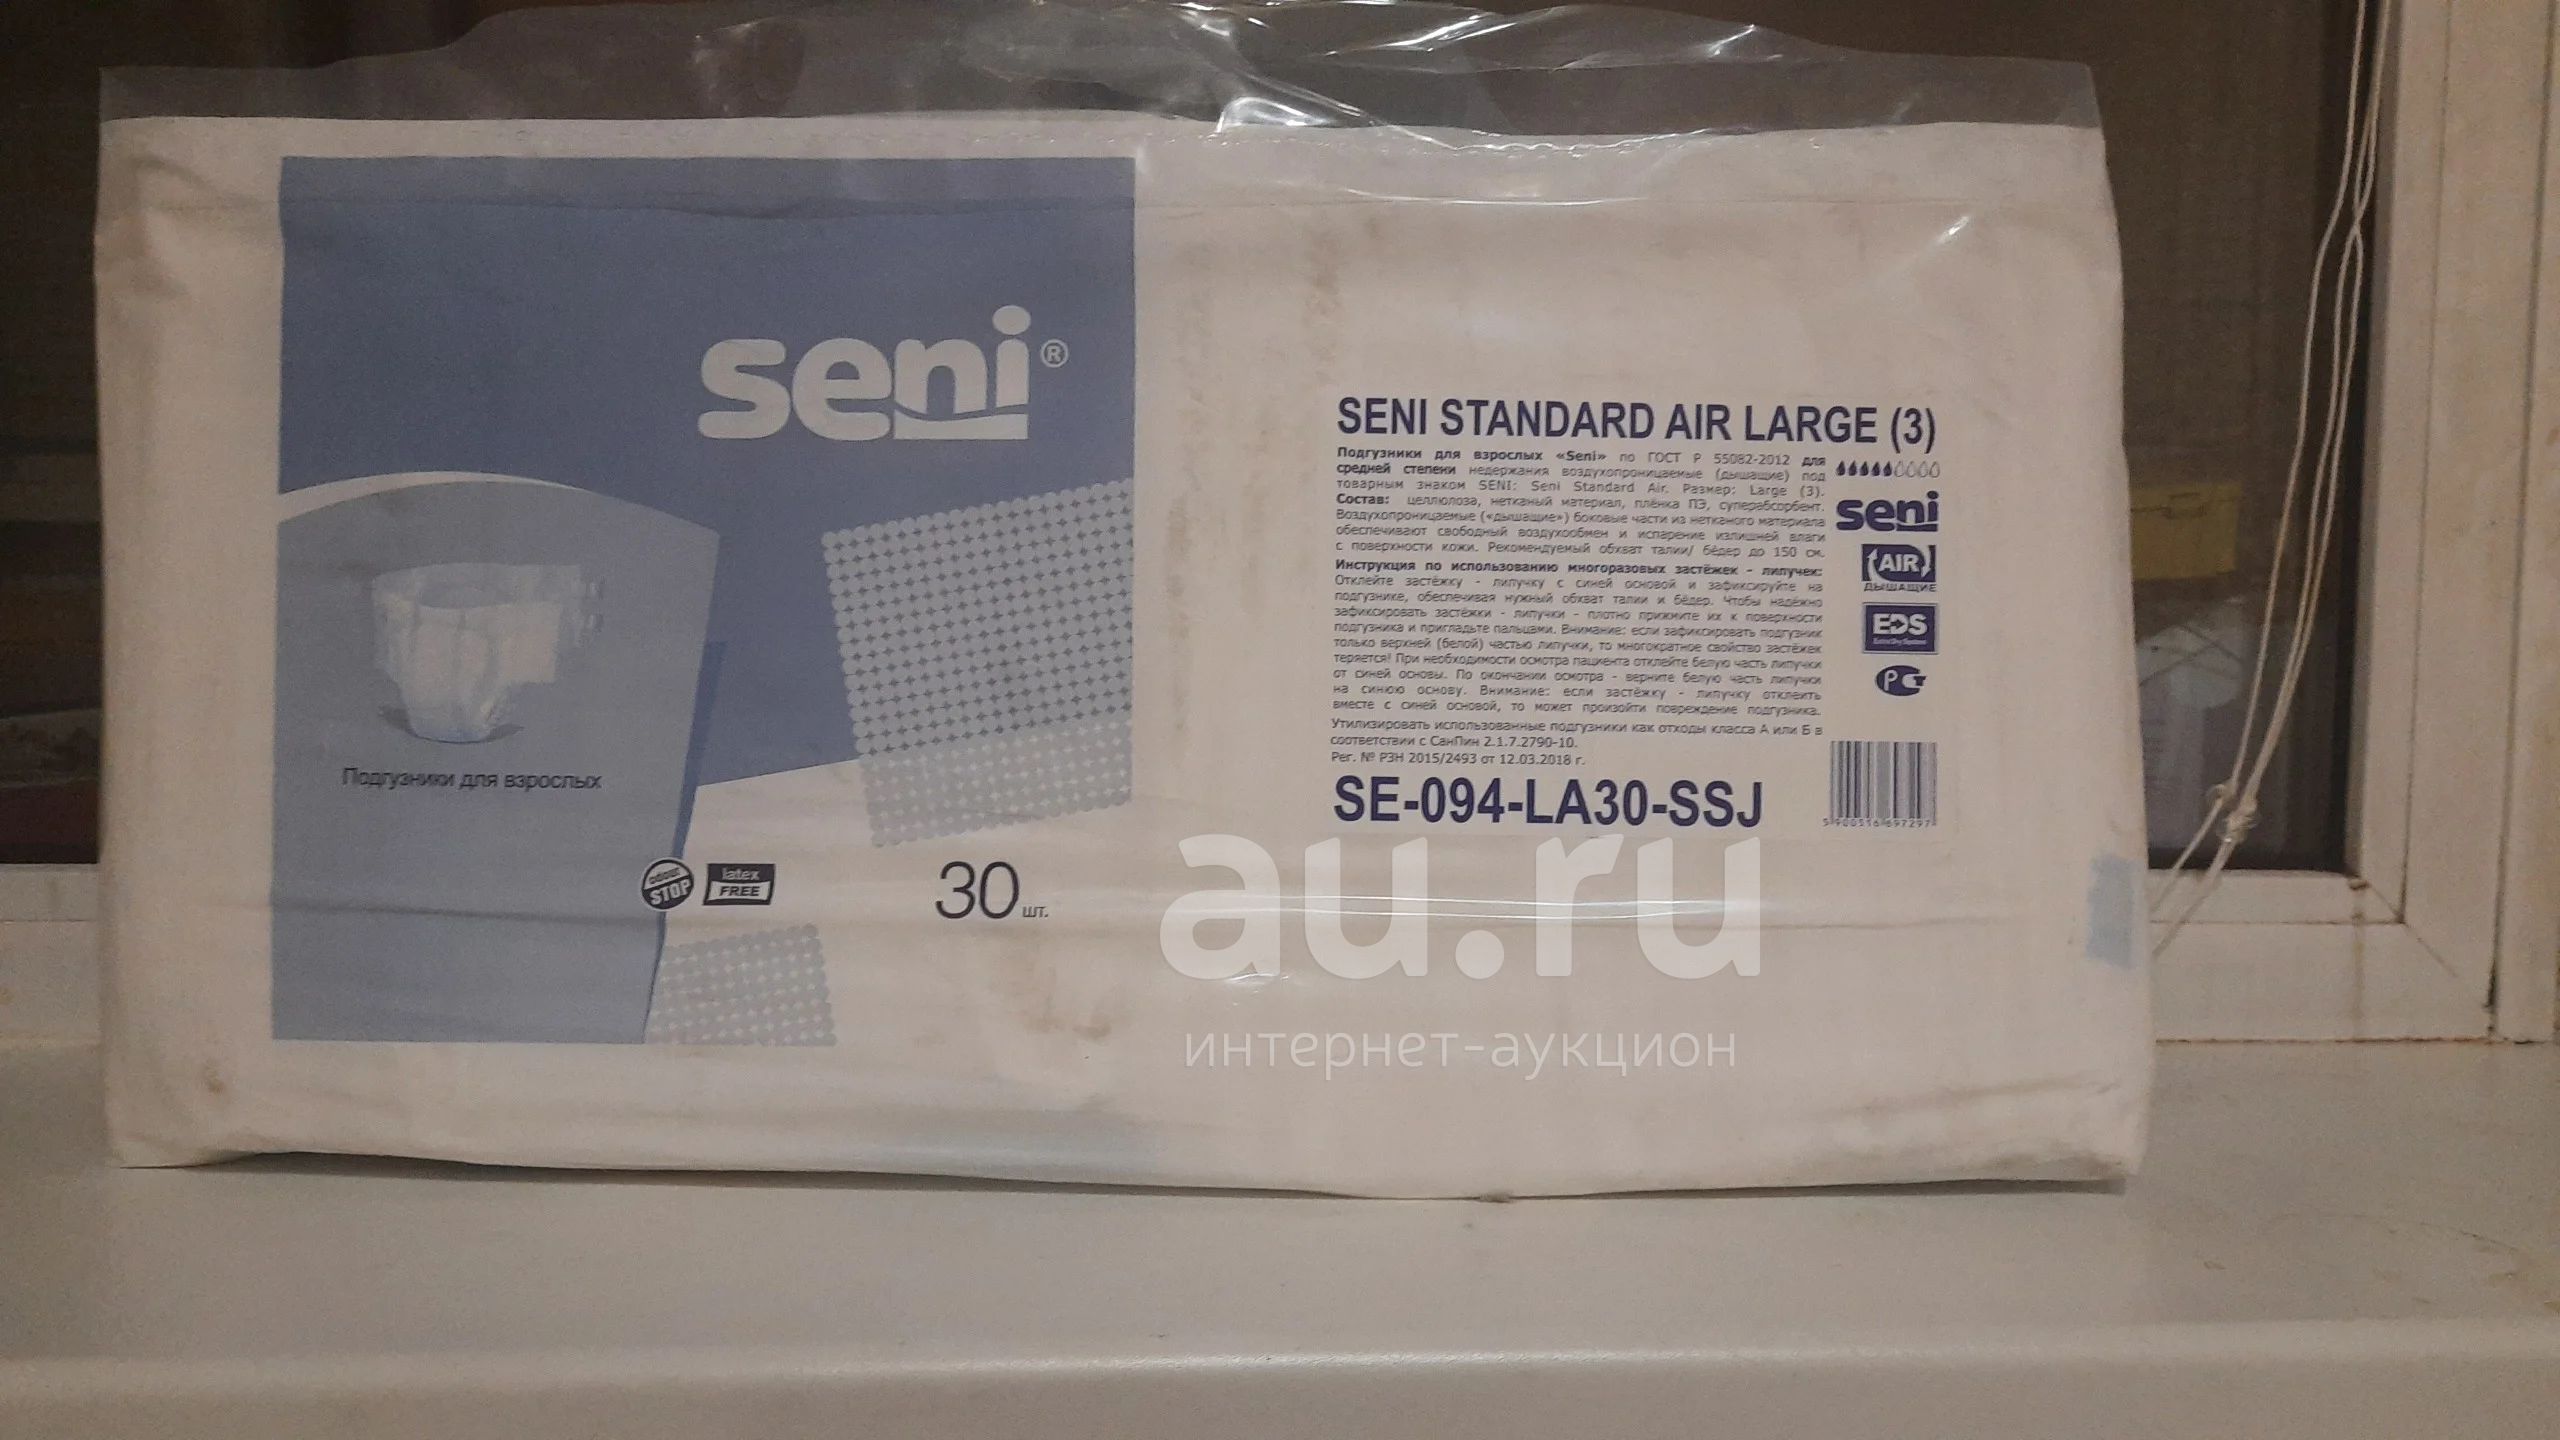 seni®
Подгузники для взрослых
ODOUR
STOP
latex
FREE
30 шт.
SENI STANDARD AIR LARGE (3)
Подгузники для взрослых «Seni» по ГОСТ Р 55082-2012 для
средней степени недержания воздухопроницаемые (дышащие) под
товарным знаком SENI: Seni Standard Air. Размер: Large (3).
Состав: целлюлоза, нетканый материал, плёнка ПЭ, суперабсорбент.
Воздухопроницаемые («дышащие») боковые части из нетканого материала
обеспечивают свободный воздухообмен и испарение излишней влаги
с поверхности кожи. Рекомендуемый обхват талии/ бёдер до 150 см.
Инструкция по использованию многоразовых застёжек - липучек:
Отклейте застёжку - липучку с синей основой и зафиксируйте на
подгузнике, обеспечивая нужный обхват талии и бёдер. Чтобы надёжно
зафиксировать застёжки - липучки - плотно прижмите их к поверхности
подгузника и пригладьте пальцами. Внимание: если зафиксировать подгузник
только верхней (белой) частью липучки, то многократное свойство застёжек
теряется! При необходимости осмотра пациента отклейте белую часть липучки
от синей основы. По окончании осмотра - верните белую часть липучки
на синюю основу. Внимание: если застёжку - липучку отклеить
вместе с синей основой, то может произойти повреждение подгузника.
Утилизировать использованные подгузники как отходы класса А или Б в
соответствии с СанПин 2.1.7.2790-10.
Рег. № РЗН 2015/2493 от 12.03.2018 г.
SE-094-LA30-SSJ
seni
AIR
ДЫШАЩИЕ
EDS
Extra Dry System
РСТ
5 900516 697297
au.ru
интернет-аукцион